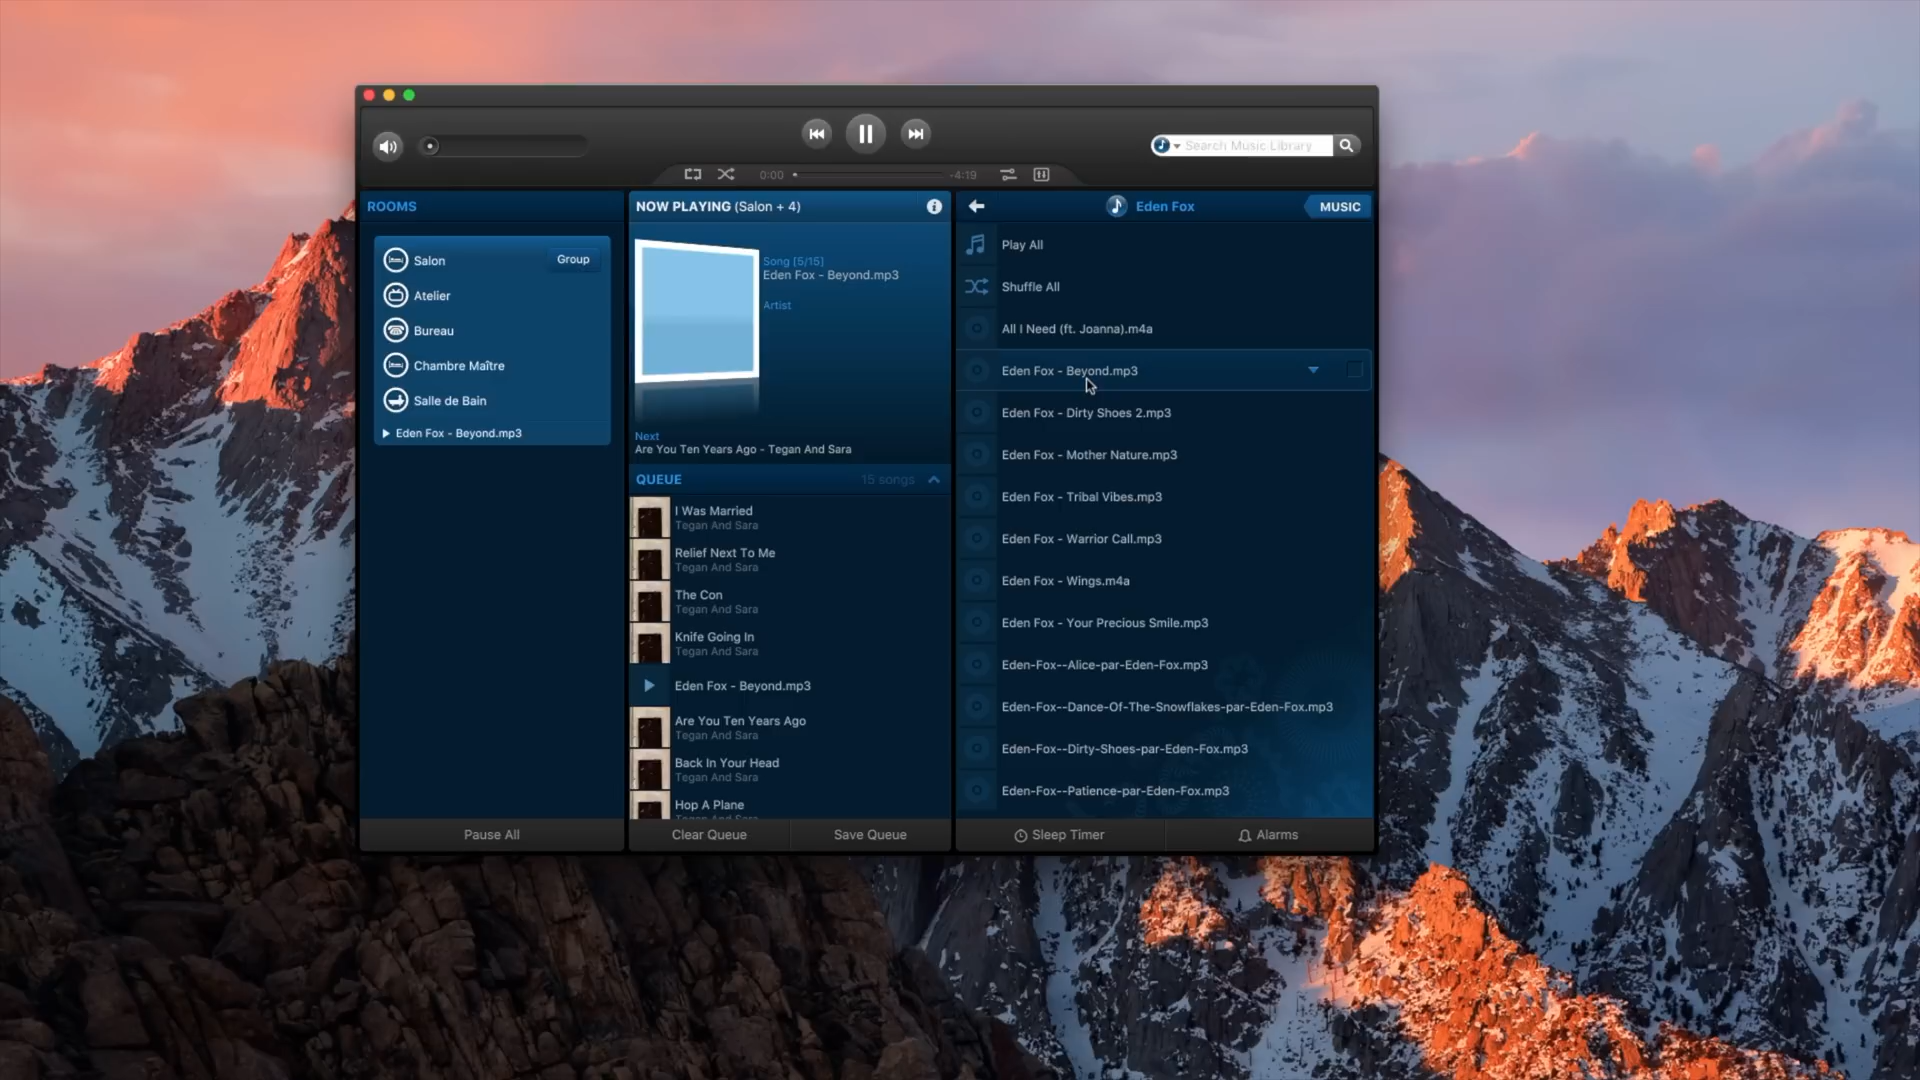 Search Music Library
0:00
-4:19
ROOMS
Salon
Group
Atelier
Bureau
Chambre Maître
Salle de Bain
Eden Fox - Beyond.mp3
Pause All
NOW PLAYING (Salon + 4)
Song [5/15]
Eden Fox - Beyond.mp3
Artist
Next
Are You Ten Years Ago - Tegan And Sara
QUEUE
15 songs
I Was Married
Tegan And Sara
Relief Next To Me
Tegan And Sara
The Con
Tegan And Sara
Knife Going In
Tegan And Sara
Eden Fox - Beyond.mp3
Are You Ten Years Ago
Tegan And Sara
Back In Your Head
Tegan And Sara
Hop A Plane
Tegan And Sara
Clear Queue
Save Queue
Eden Fox
MUSIC
Play All
Shuffle All
All I Need (ft. Joanna).m4a
Eden Fox - Beyond.mp3
Eden Fox - Dirty Shoes 2.mp3
Eden Fox - Mother Nature.mp3
Eden Fox - Tribal Vibes.mp3
Eden Fox - Warrior Call.mp3
Eden Fox - Wings.m4a
Eden Fox - Your Precious Smile.mp3
Eden-Fox--Alice-par-Eden-Fox.mp3
Eden-Fox--Dance-Of-The-Snowflakes-par-Eden-Fox.mp3
Eden-Fox--Dirty-Shoes-par-Eden-Fox.mp3
Eden-Fox--Patience-par-Eden-Fox.mp3
Sleep Timer
Alarms